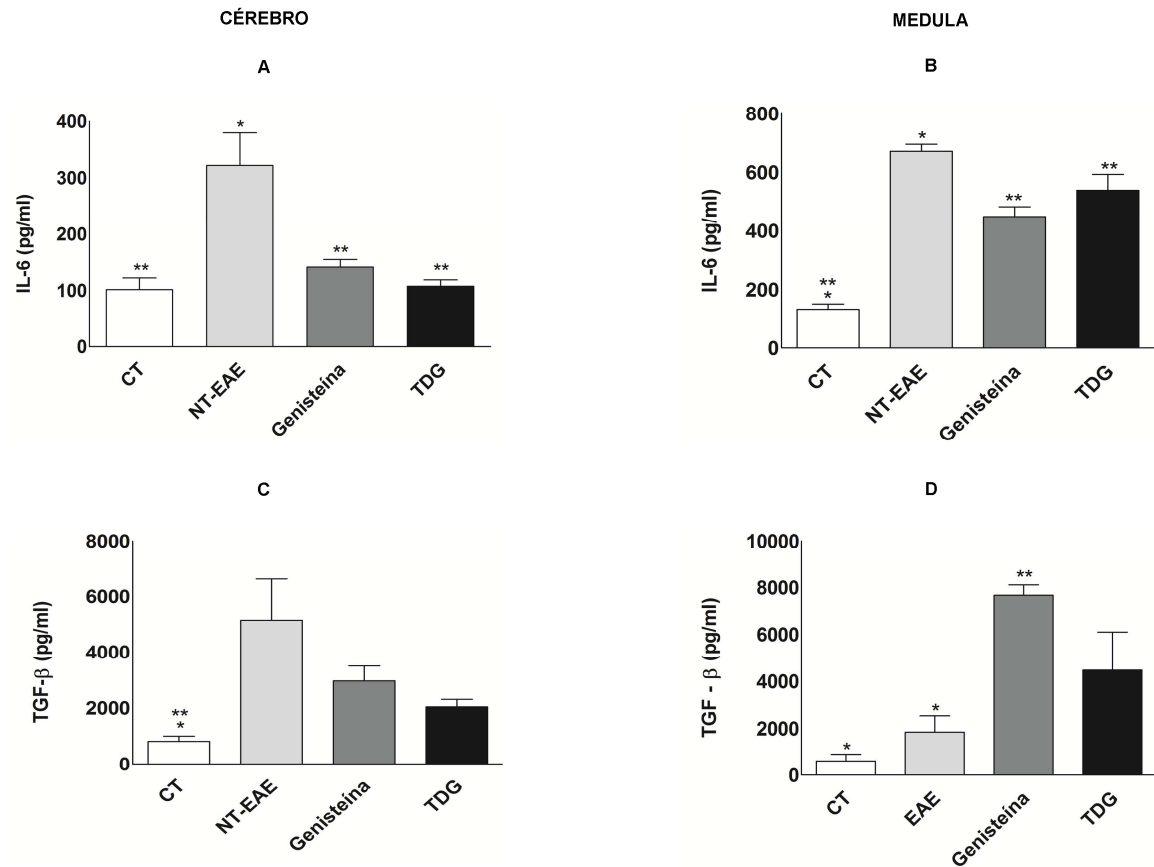 CÉREBRO
MEDULA
A
400
300
200
100
0
IL-6 (pg/ml)
**
*
**
**
CT
NT-EAE
Genisteína
TDG
B
800
600
400
200
0
IL-6 (pg/ml)
**
*
*
**
**
CT
NT-EAE
Genisteína
TDG
C
8000
6000
4000
2000
0
TGF-β (pg/ml)
**
*
CT
NT-EAE
Genisteína
TDG
D
10000
8000
6000
4000
2000
0
TGF - β (pg/ml)
*
*
**
CT
EAE
Genisteína
TDG